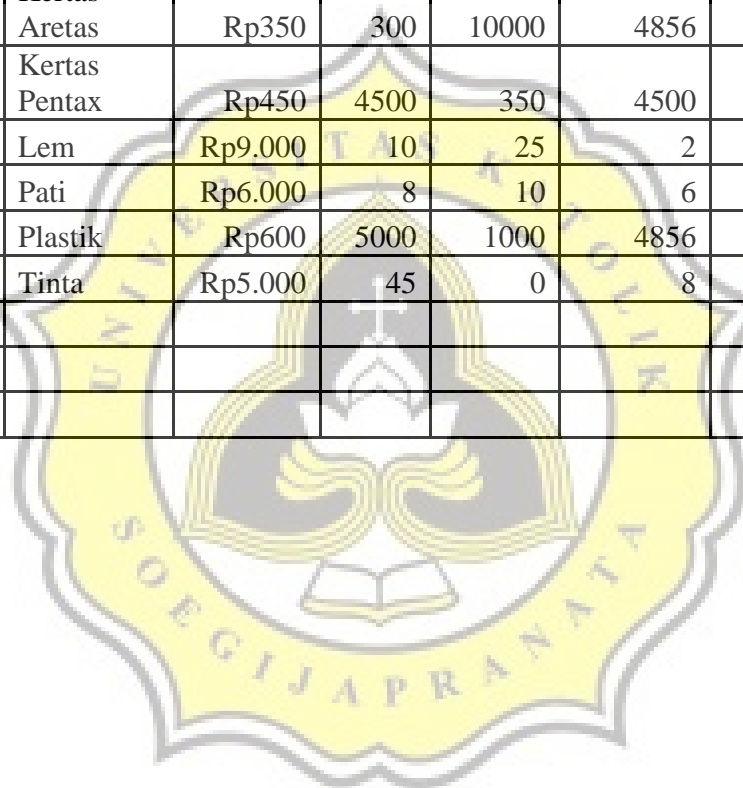 Aretas Rp350 300 10000 4856
Kertas
Pentax Rp450 4500 350 4500
Lem Rp9.000 10 25 2
Pati Rp6.000 8 10 6
Plastik Rp600 5000 1000 4856
Tinta Rp5.000 45 0 8
UNIVERSITAS KATOLIK
SOEGIJAPRANATA